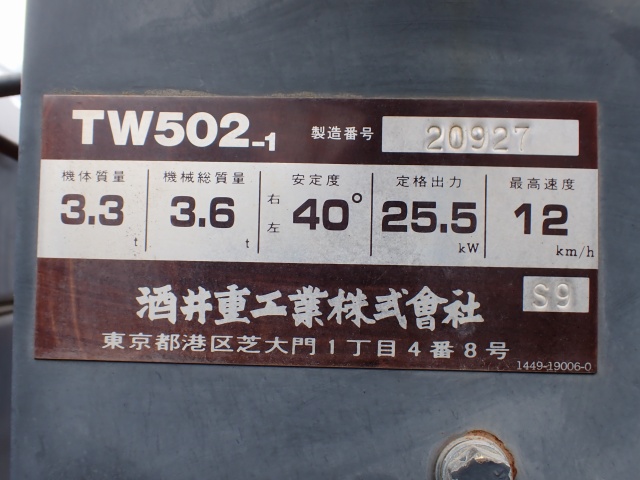 TW502-1 製造番号 20927
機体質量 機械総質量 安定度 定格出力 最高速度
3.3 t 3.6 t 右左 40° 25.5 kW 12 km/h
S9
酒井重工業株式會社
東京都港区芝大門1丁目4番8号
1449-19006-0